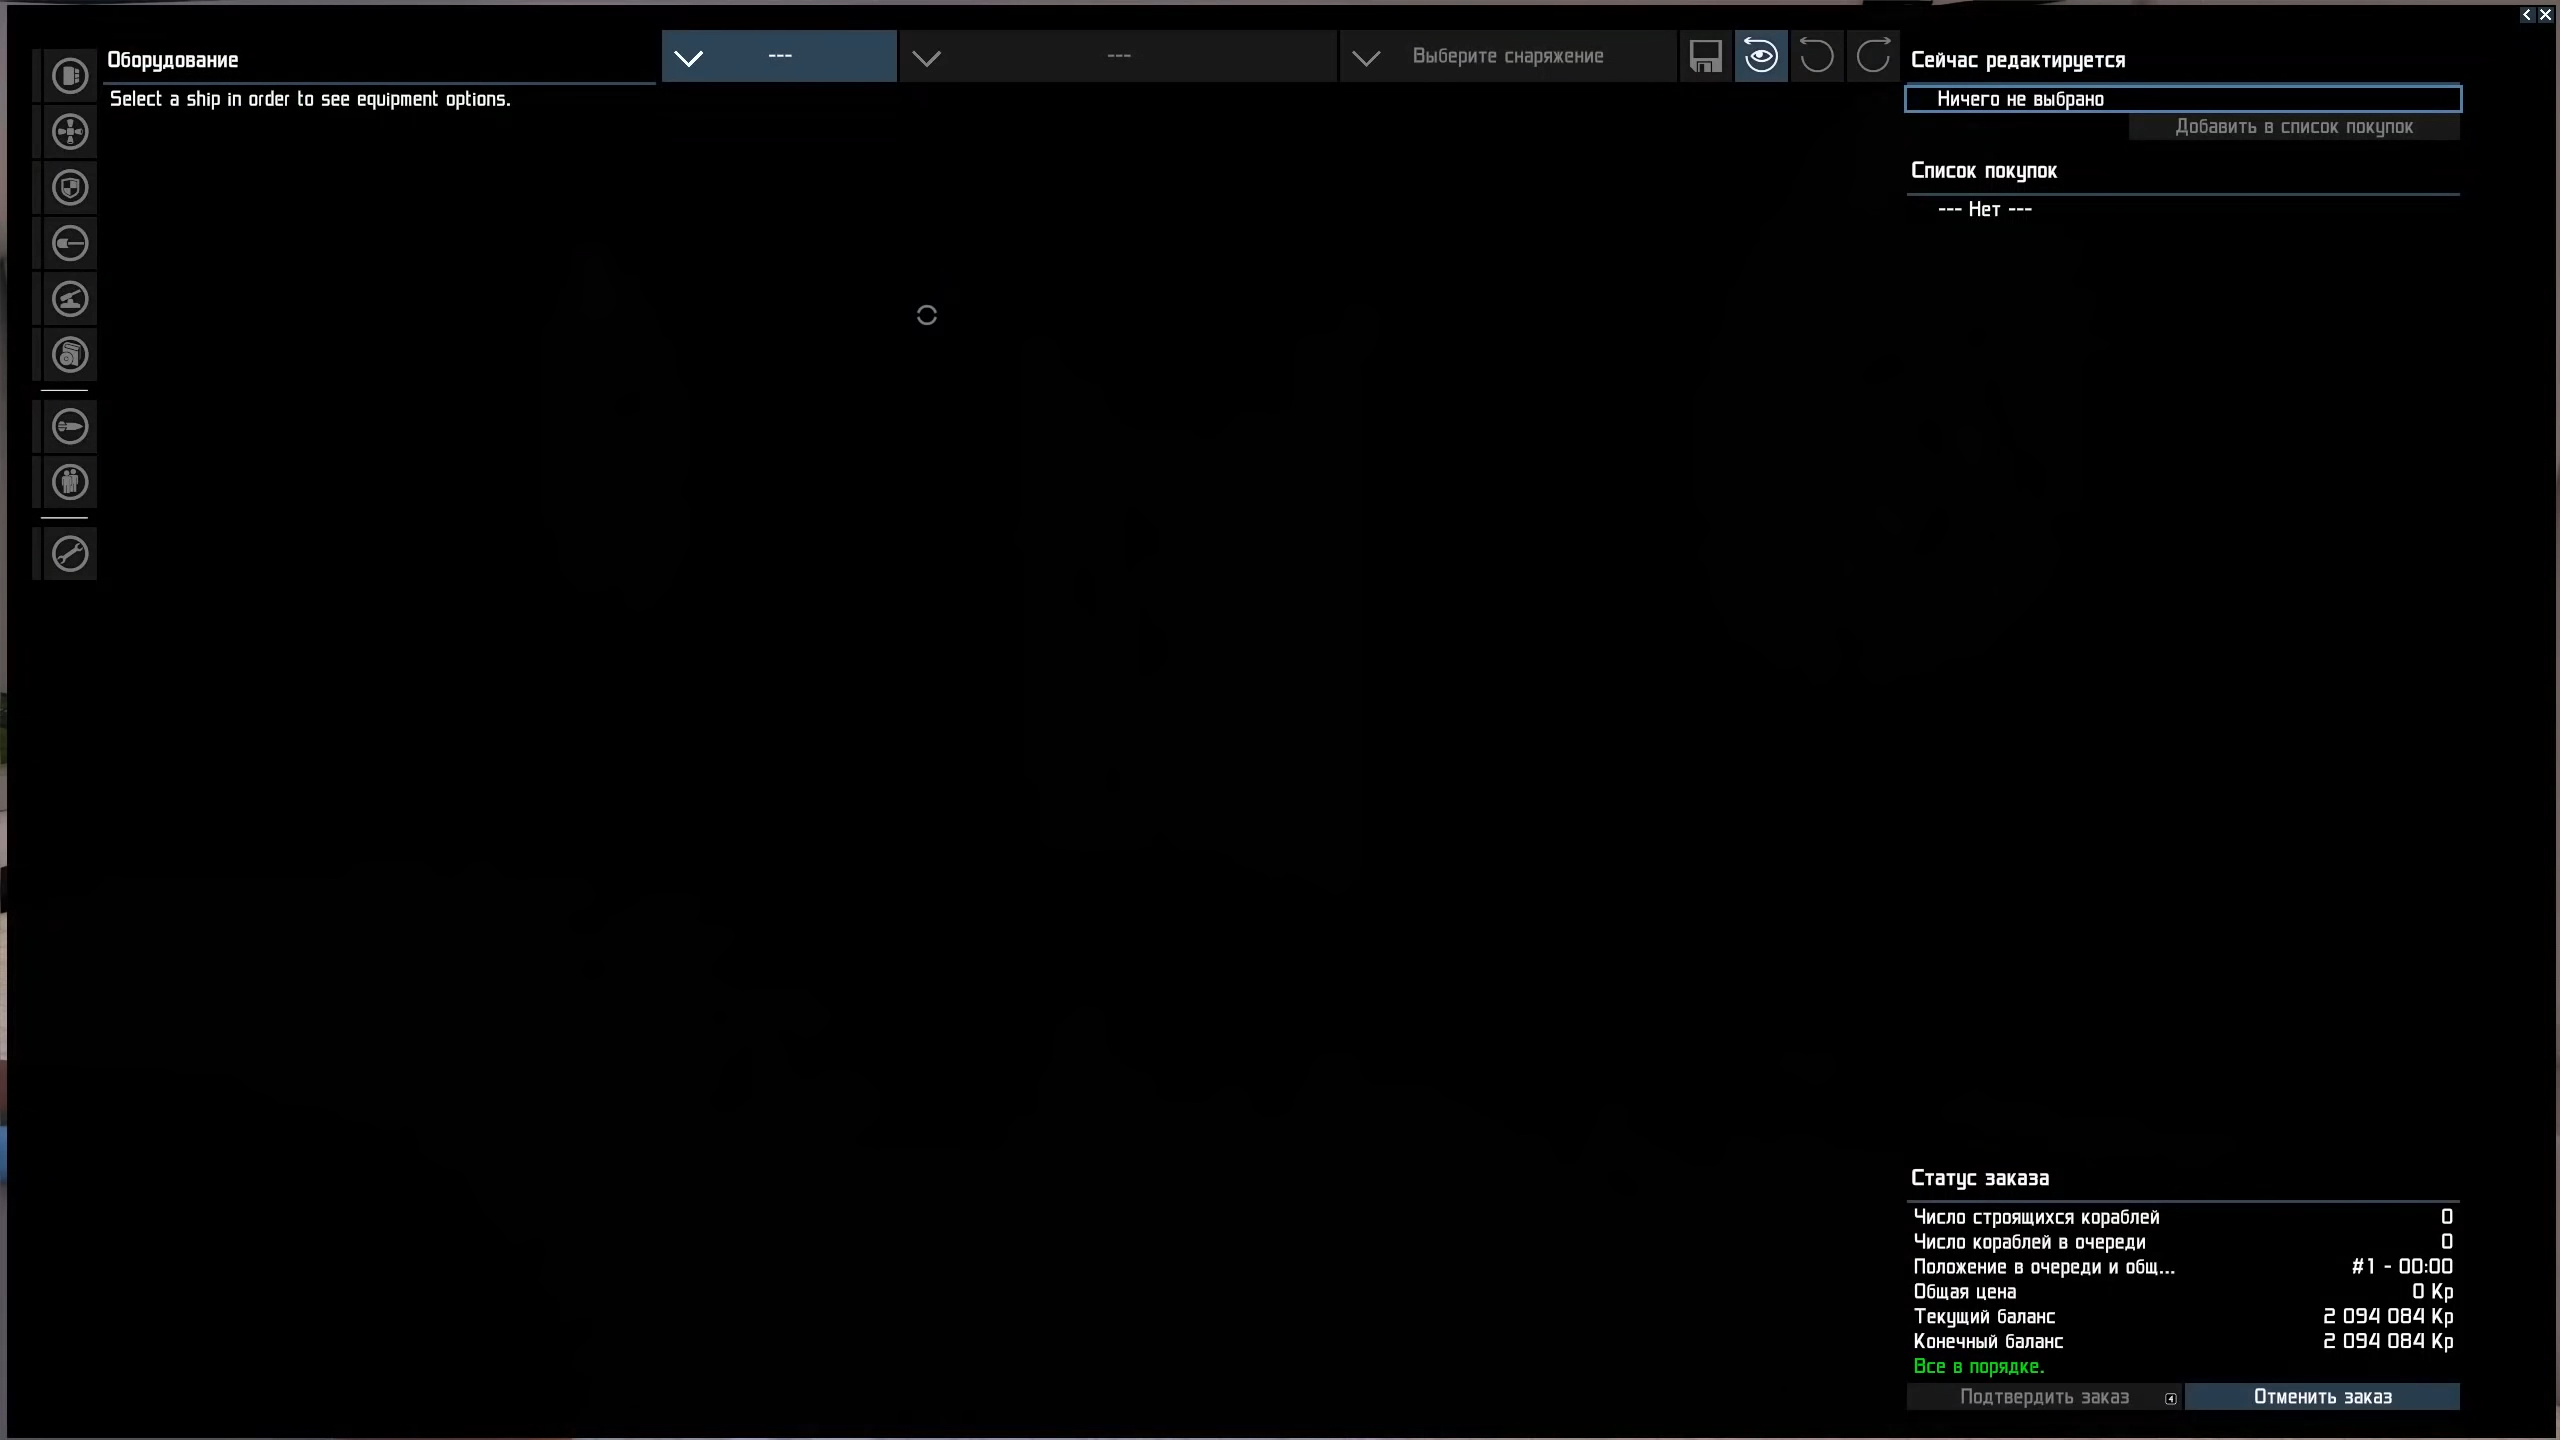 Оборудование
Select a ship in order to see equipment options.
---
---
Выберите снаряжение
Сейчас редактируется
Ничего не выбрано
Добавить в список покупок
Список покупок
--- Нет ---
Статус заказа
Число строящихся кораблей 0
Число кораблей в очереди 0
Положение в очереди и общ... #1 - 00:00
Общая цена 0 Кр
Текущий баланс 2 094 084 Кр
Конечный баланс 2 094 084 Кр
Все в порядке.
Подтвердить заказ
Отменить заказ